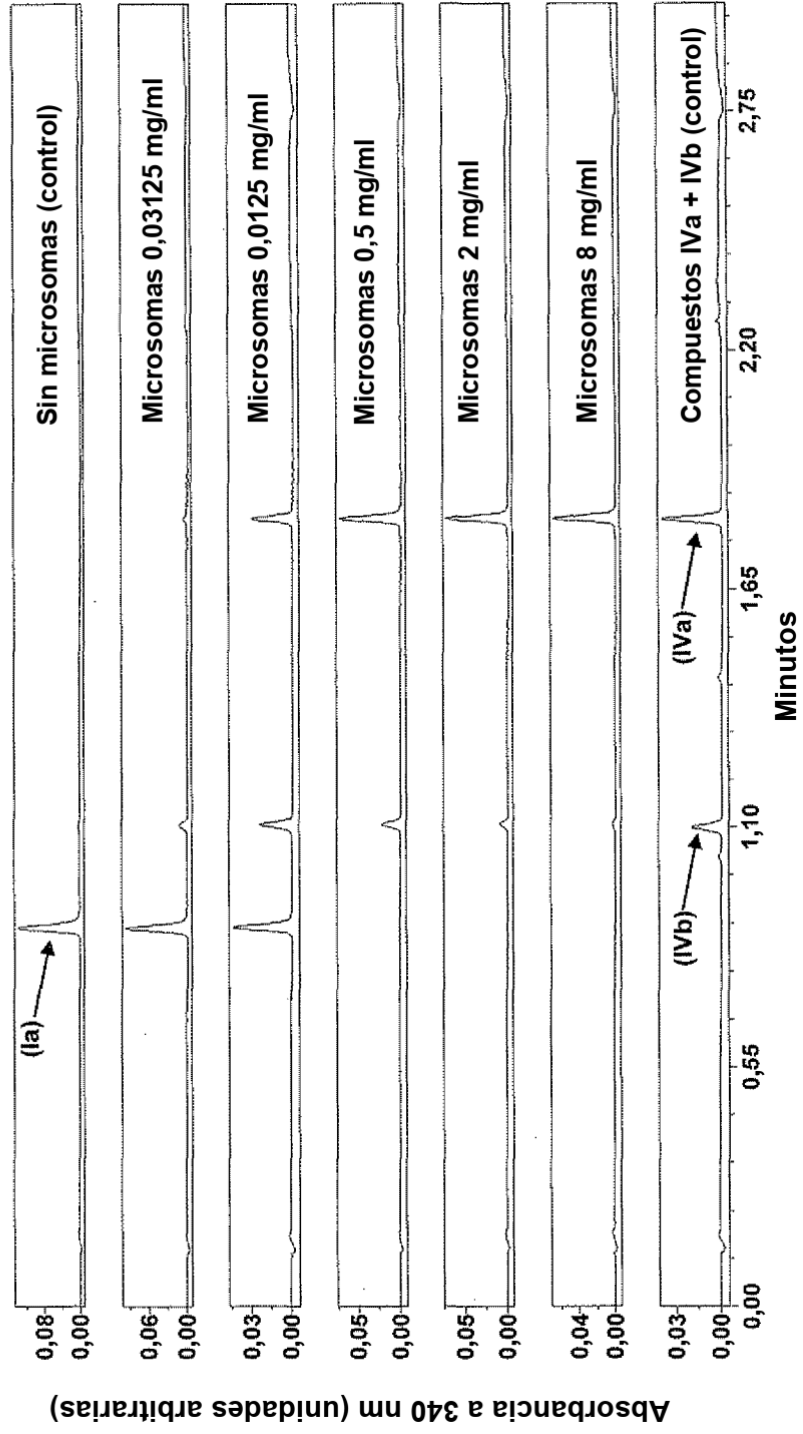 Absorbancia a 340 nm (unidades arbitrarias)
0,08
0,00
(Ia)
Sin microsomas (control)
0,06
0,00
Microsomas 0,03125 mg/ml
0,03
0,00
Microsomas 0,0125 mg/ml
0,05
0,00
Microsomas 0,5 mg/ml
0,05
0,00
Microsomas 2 mg/ml
0,04
0,00
Microsomas 8 mg/ml
0,03
0,00
(IVb)
(IVa)
Compuestos IVa + IVb (control)
0,00
0,55
1,10
1,65
2,20
2,75
Minutos